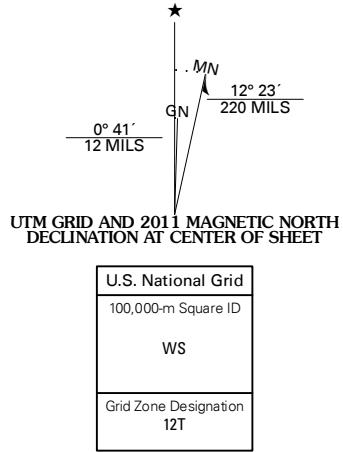 ★
MN
GN
12° 23´
220 MILS
0° 41´
12 MILS
UTM GRID AND 2011 MAGNETIC NORTH
DECLINATION AT CENTER OF SHEET
U.S. National Grid
100,000-m Square ID
WS
Grid Zone Designation
12T